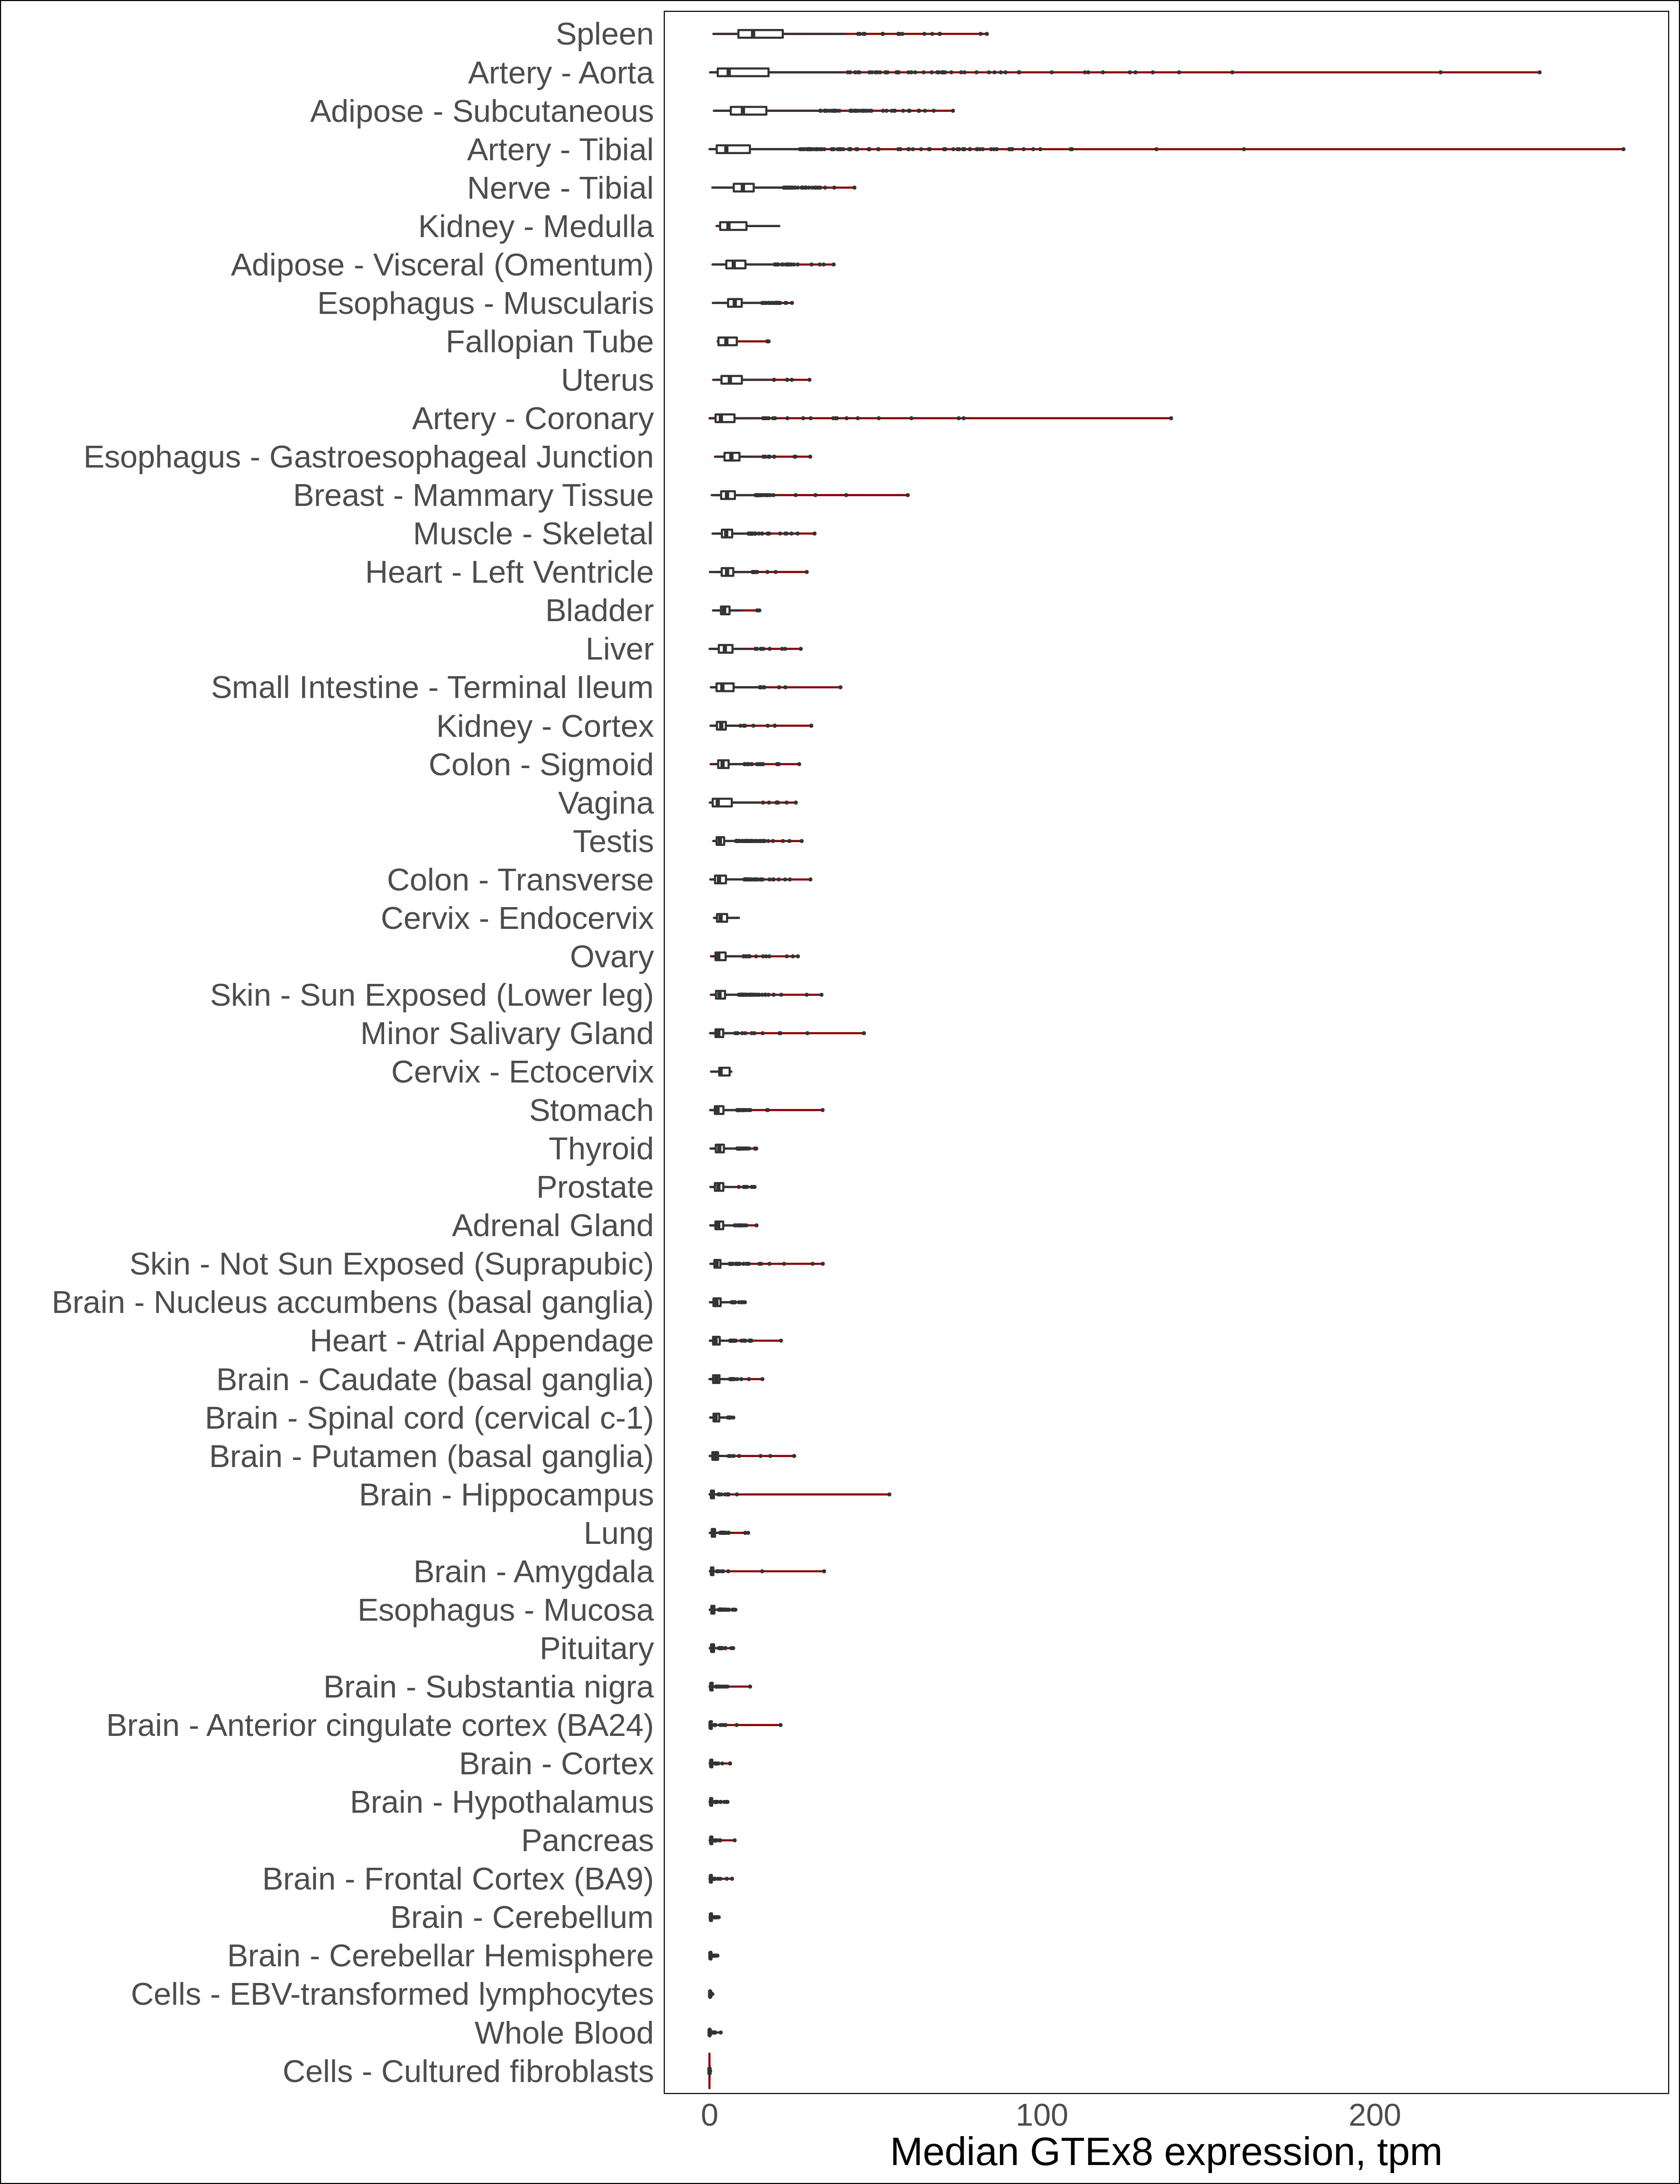 Spleen
Artery - Aorta
Adipose - Subcutaneous
Artery - Tibial
Nerve - Tibial
Kidney - Medulla
Adipose - Visceral (Omentum)
Esophagus - Muscularis
Fallopian Tube
Uterus
Artery - Coronary
Esophagus - Gastroesophageal Junction
Breast - Mammary Tissue
Muscle - Skeletal
Heart - Left Ventricle
Bladder
Liver
Small Intestine - Terminal Ileum
Kidney - Cortex
Colon - Sigmoid
Vagina
Testis
Colon - Transverse
Cervix - Endocervix
Ovary
Skin - Sun Exposed (Lower leg)
Minor Salivary Gland
Cervix - Ectocervix
Stomach
Thyroid
Prostate
Adrenal Gland
Skin - Not Sun Exposed (Suprapubic)
Brain - Nucleus accumbens (basal ganglia)
Heart - Atrial Appendage
Brain - Caudate (basal ganglia)
Brain - Spinal cord (cervical c-1)
Brain - Putamen (basal ganglia)
Brain - Hippocampus
Lung
Brain - Amygdala
Esophagus - Mucosa
Pituitary
Brain - Substantia nigra
Brain - Anterior cingulate cortex (BA24)
Brain - Cortex
Brain - Hypothalamus
Pancreas
Brain - Frontal Cortex (BA9)
Brain - Cerebellum
Brain - Cerebellar Hemisphere
Cells - EBV-transformed lymphocytes
Whole Blood
Cells - Cultured fibroblasts
0 100 200
Median GTEx8 expression, tpm